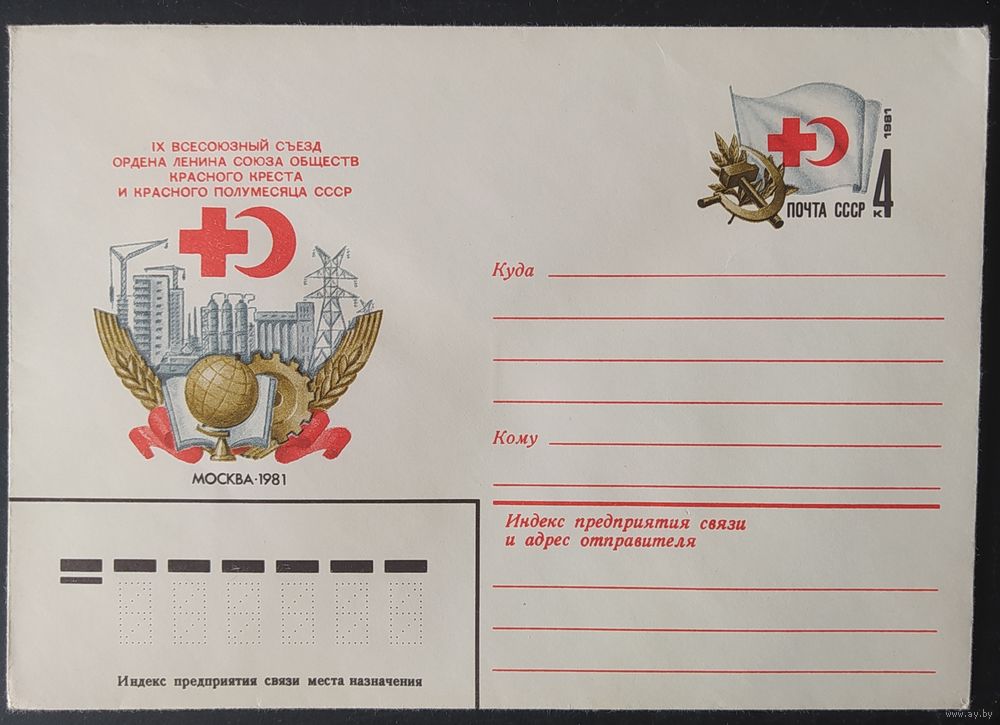 IX ВСЕСОЮЗНЫЙ СЪЕЗД
ОРДЕНА ЛЕНИНА СОЮЗА ОБЩЕСТВ
КРАСНОГО КРЕСТА
И КРАСНОГО ПОЛУМЕСЯЦА СССР
МОСКВА·1981
1981
ПОЧТА СССР
4
к
Куда
Кому
Индекс предприятия связи
и адрес отправителя
Индекс предприятия связи места назначения
www.ay.by